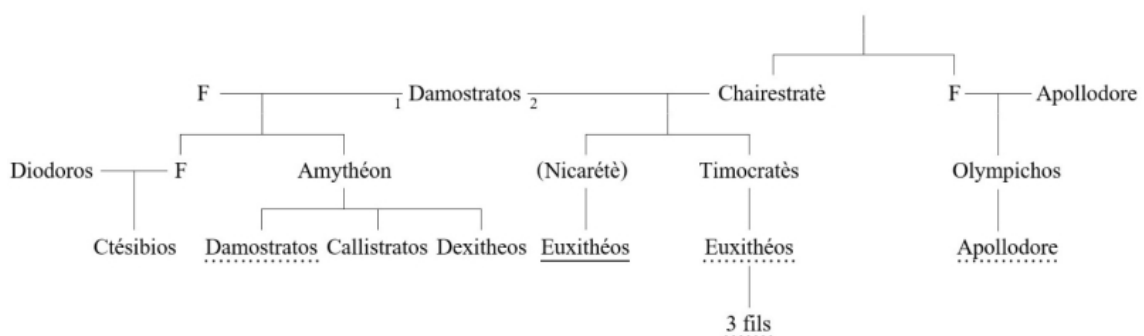 F 1 Damostratos 2 Chairestratè F Apollodore
Diodoros F Amythéon (Nicarétè) Timocratès Olympichos
Ctésibios Damostratos Callistratos Dexitheos Euxithéos Euxithéos Apollodore
3 fils